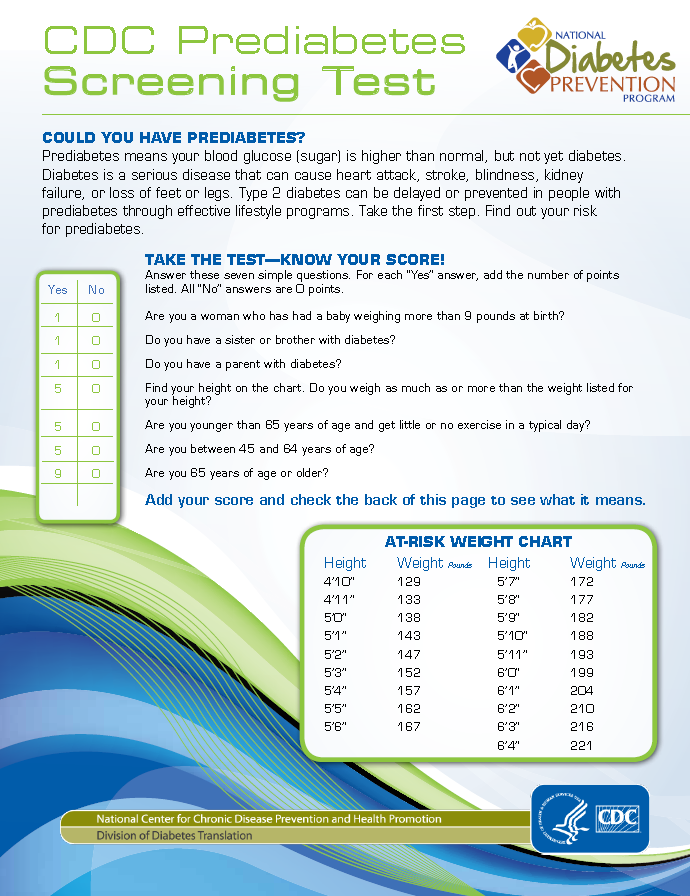 CDC Prediabetes
Screening Test
NATIONAL
Diabetes
PREVENTION
PROGRAM
COULD YOU HAVE PREDIABETES?
Prediabetes means your blood glucose (sugar) is higher than normal, but not yet diabetes.
Diabetes is a serious disease that can cause heart attack, stroke, blindness, kidney
failure, or loss of feet or legs. Type 2 diabetes can be delayed or prevented in people with
prediabetes through effective lifestyle programs. Take the first step. Find out your risk
for prediabetes.
TAKE THE TEST—KNOW YOUR SCORE!
Answer these seven simple questions. For each "Yes" answer, add the number of points
listed. All "No" answers are 0 points.
Yes No
1 0 Are you a woman who has had a baby weighing more than 9 pounds at birth?
1 0 Do you have a sister or brother with diabetes?
1 0 Do you have a parent with diabetes?
5 0 Find your height on the chart. Do you weigh as much as or more than the weight listed for
your height?
5 0 Are you younger than 65 years of age and get little or no exercise in a typical day?
5 0 Are you between 45 and 64 years of age?
9 0 Are you 65 years of age or older?
Add your score and check the back of this page to see what it means.
AT-RISK WEIGHT CHART
Height Weight Pounds Height Weight Pounds
4'10" 129 5'7" 172
4'11" 133 5'8" 177
5'0" 138 5'9" 182
5'1" 143 5'10" 188
5'2" 147 5'11" 193
5'3" 152 6'0" 199
5'4" 157 6'1" 204
5'5" 162 6'2" 210
5'6" 167 6'3" 216
6'4" 221
National Center for Chronic Disease Prevention and Health Promotion
Division of Diabetes Translation
CDC